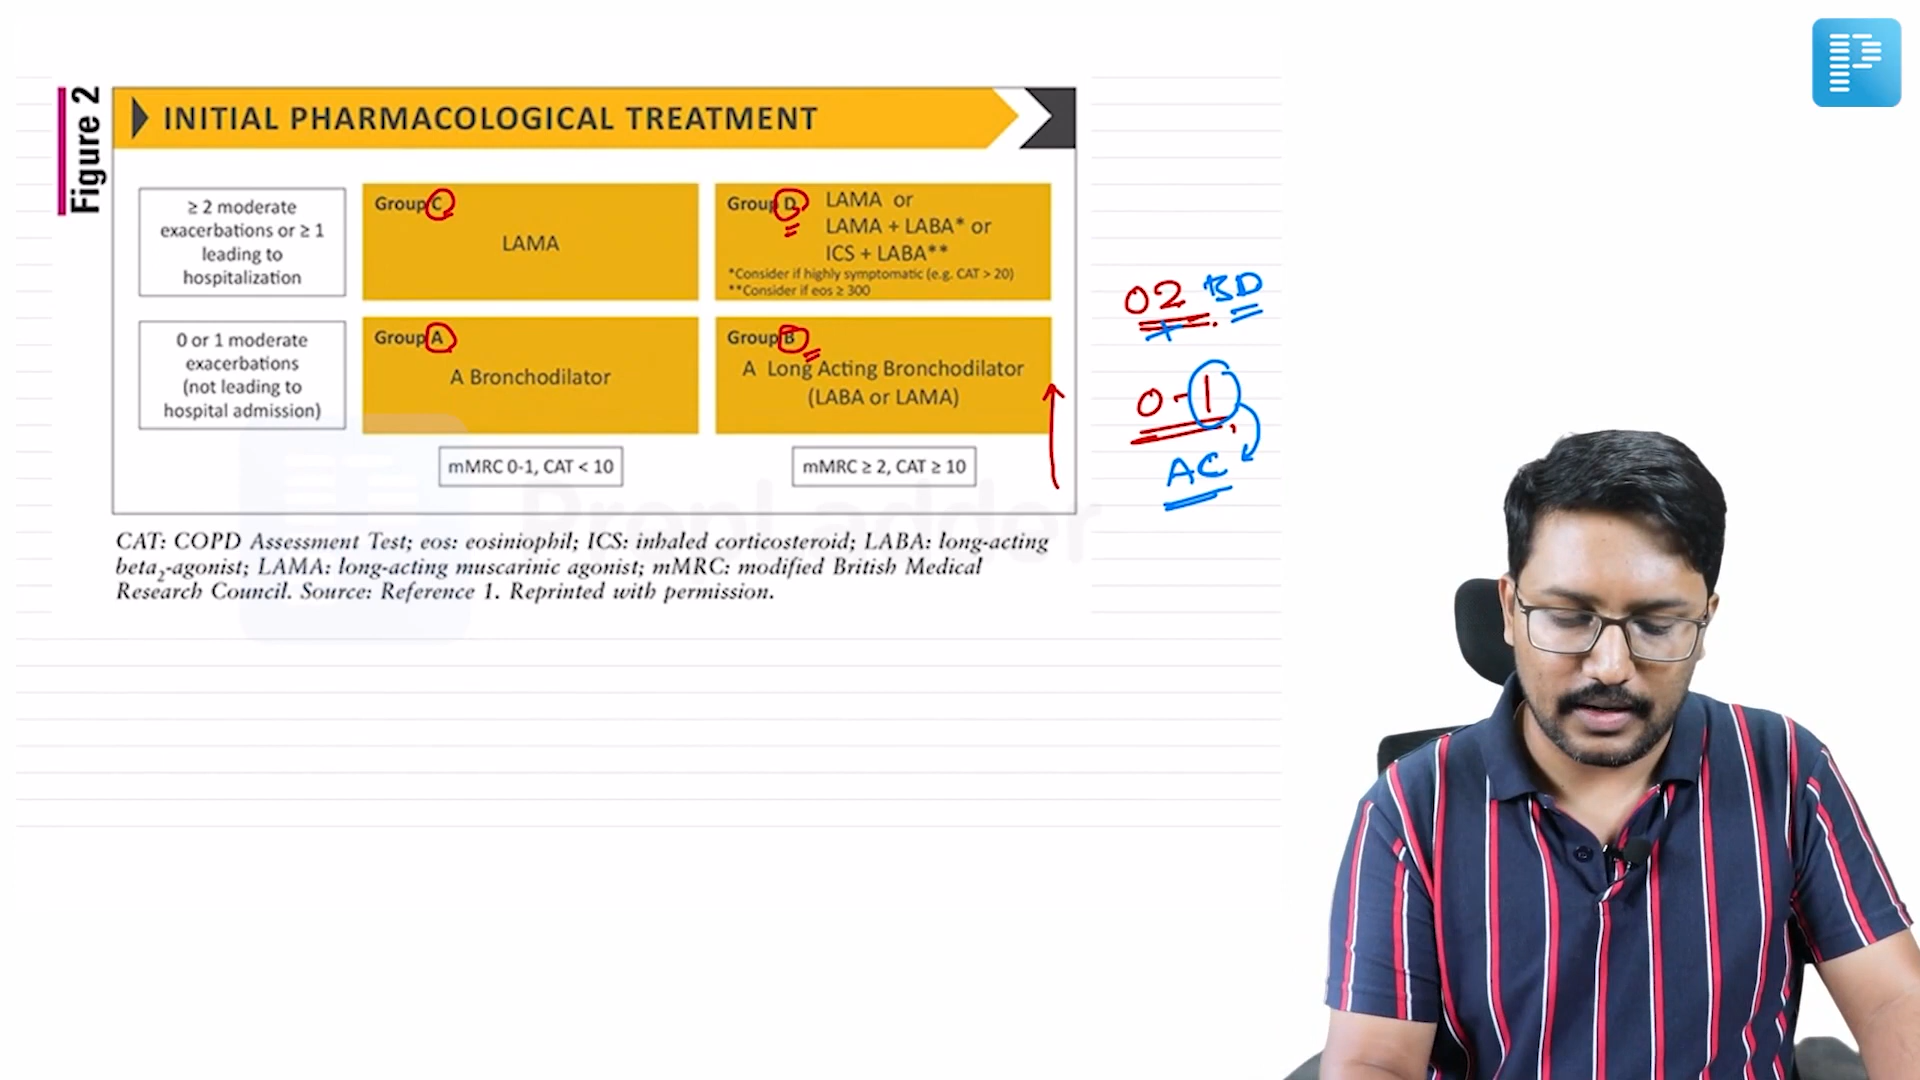 Figure 2
INITIAL PHARMACOLOGICAL TREATMENT
≥ 2 moderate
exacerbations or ≥ 1
leading to
hospitalization
Group C
LAMA
Group D
LAMA or
LAMA + LABA* or
ICS + LABA**
*Consider if highly symptomatic (e.g. CAT > 20)
**Consider if eos ≥ 300
0 or 1 moderate
exacerbations
(not leading to
hospital admission)
Group A
A Bronchodilator
Group B
A Long Acting Bronchodilator
(LABA or LAMA)
mMRC 0-1, CAT < 10
mMRC ≥ 2, CAT ≥ 10
CAT: COPD Assessment Test; eos: eosiniophil; ICS: inhaled corticosteroid; LABA: long-acting
beta2-agonist; LAMA: long-acting muscarinic agonist; mMRC: modified British Medical
Research Council. Source: Reference 1. Reprinted with permission.
02 BD
+
0-1
AC
PrepLadder